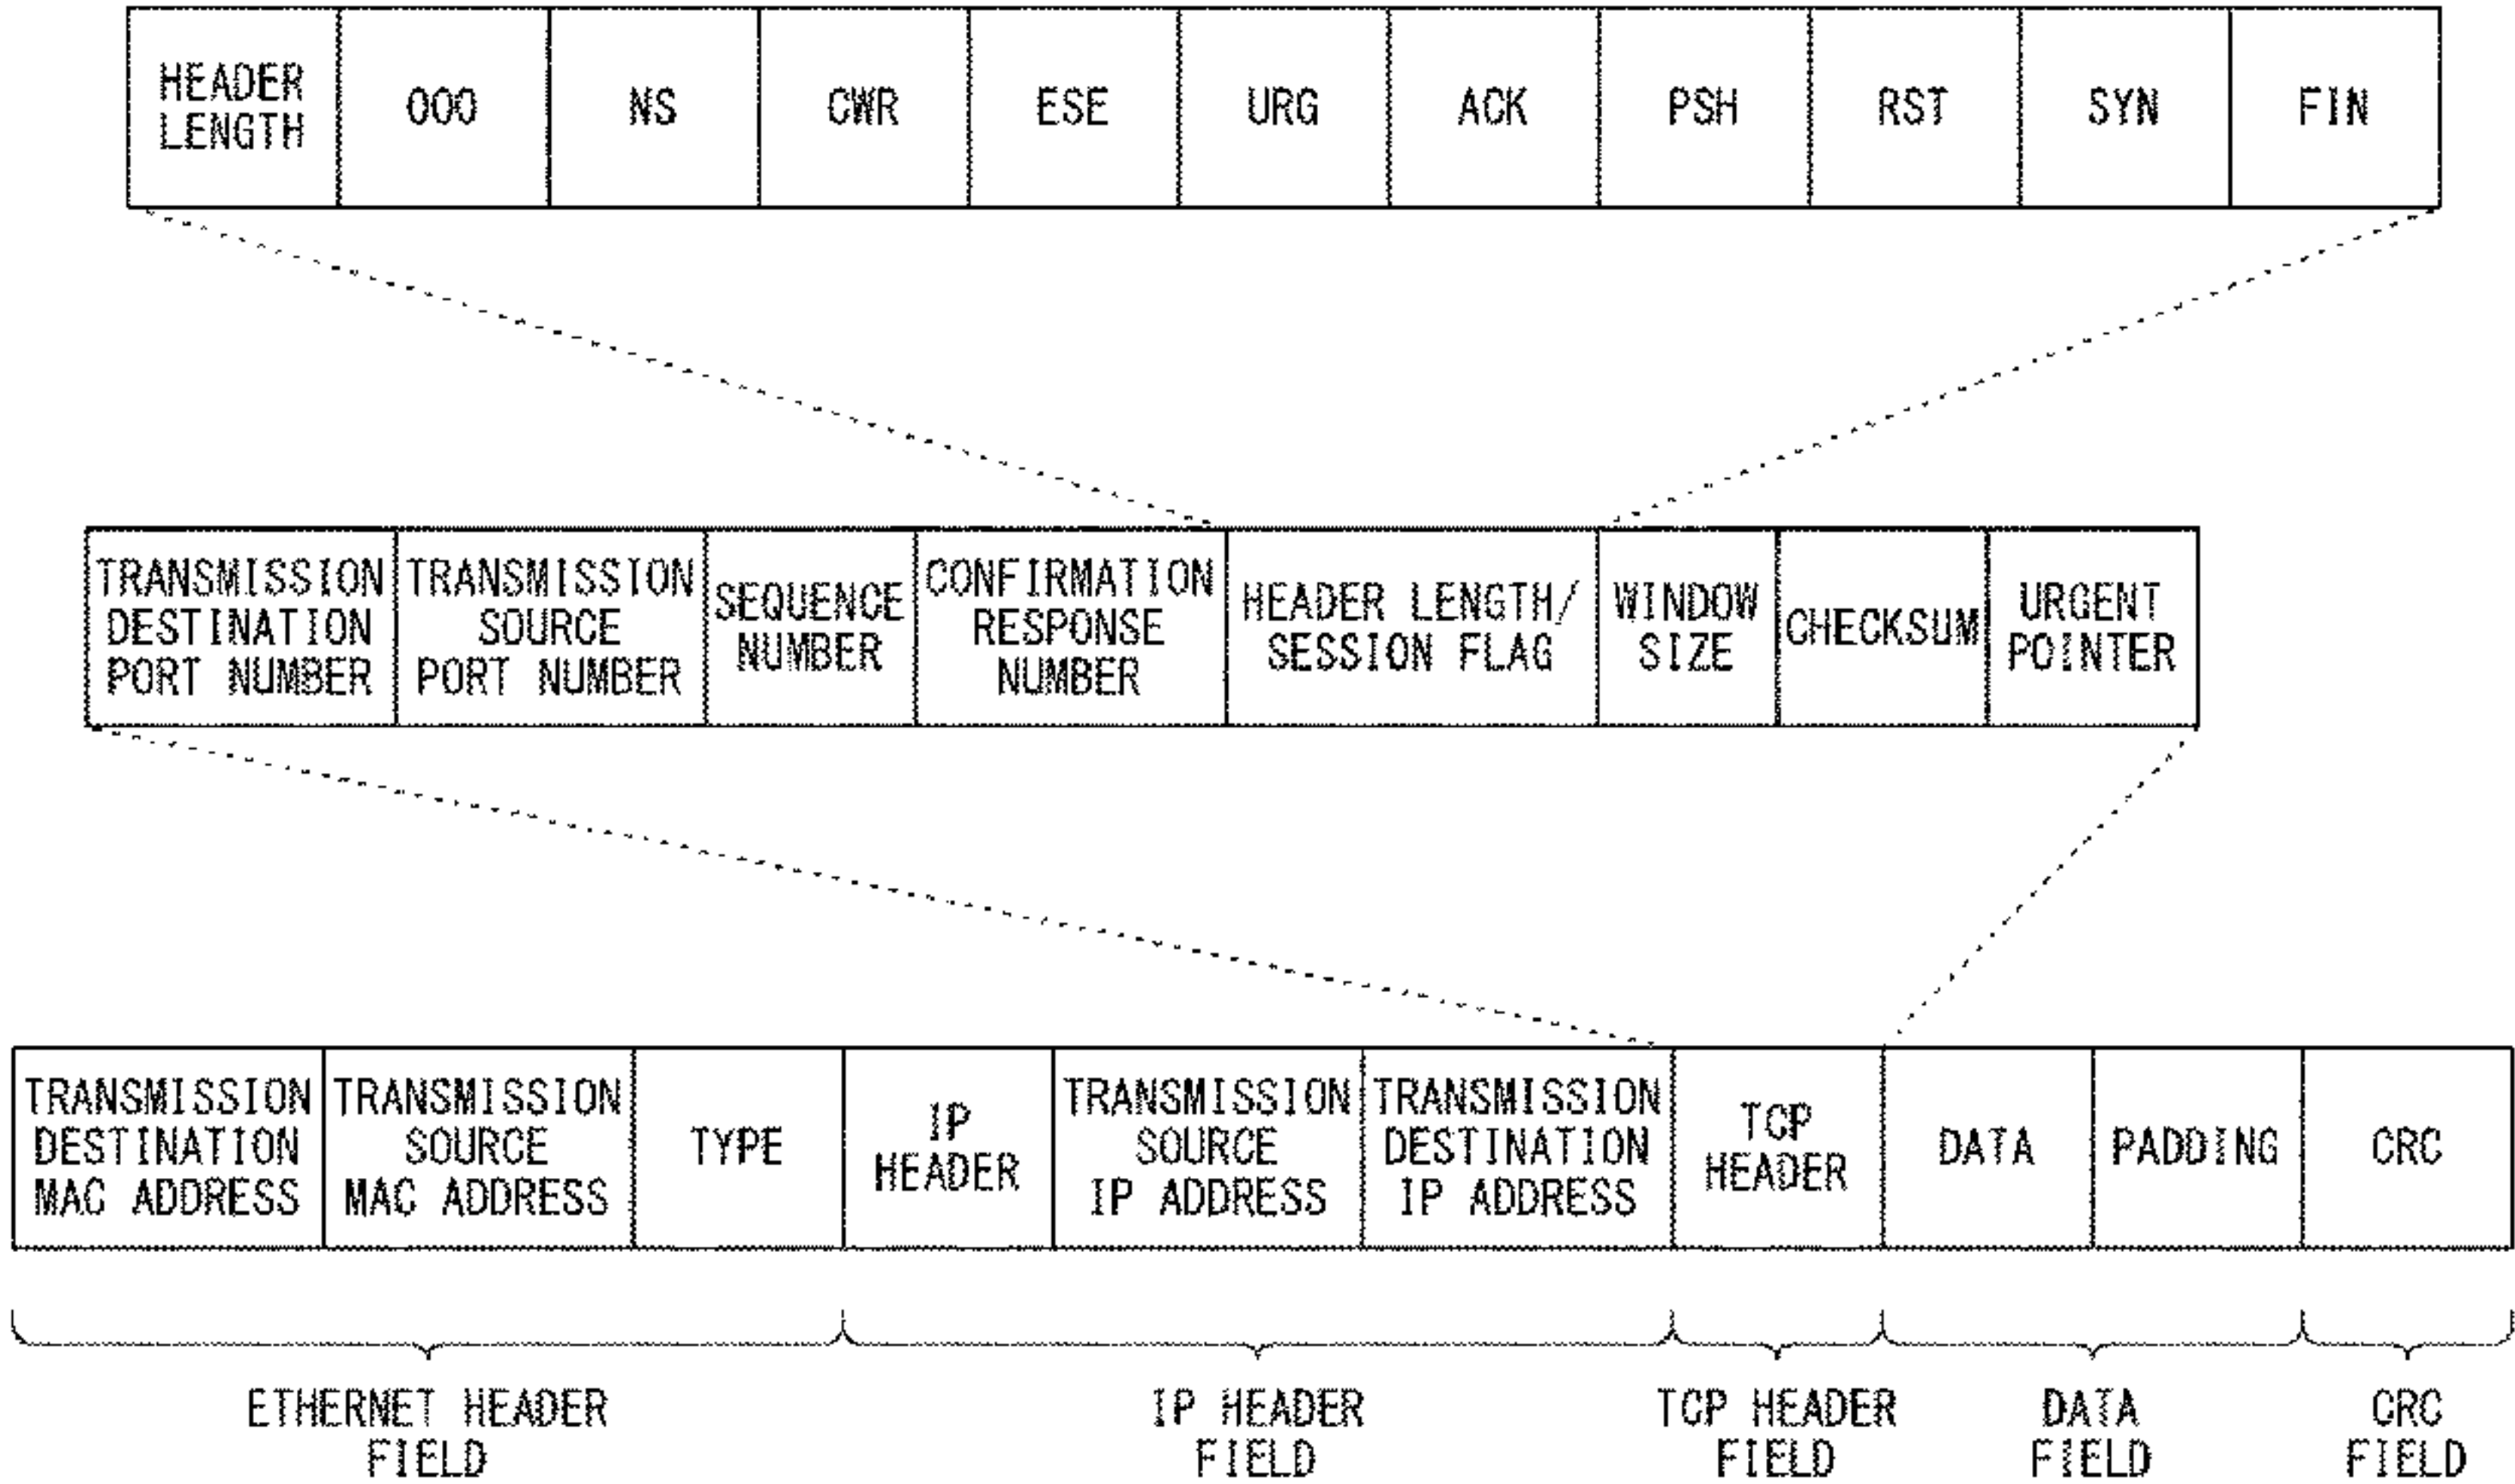 HEADER LENGTH
000
NS
CWR
ESE
URG
ACK
PSH
RST
SYN
FIN
TRANSMISSION DESTINATION PORT NUMBER
TRANSMISSION SOURCE PORT NUMBER
SEQUENCE NUMBER
CONFIRMATION RESPONSE NUMBER
HEADER LENGTH/ SESSION FLAG
WINDOW SIZE
CHECKSUM
URGENT POINTER
TRANSMISSION DESTINATION MAC ADDRESS
TRANSMISSION SOURCE MAC ADDRESS
TYPE
IP HEADER
TRANSMISSION SOURCE IP ADDRESS
TRANSMISSION DESTINATION IP ADDRESS
TCP HEADER
DATA
PADDING
CRC
ETHERNET HEADER FIELD
IP HEADER FIELD
TCP HEADER FIELD
DATA FIELD
CRC FIELD